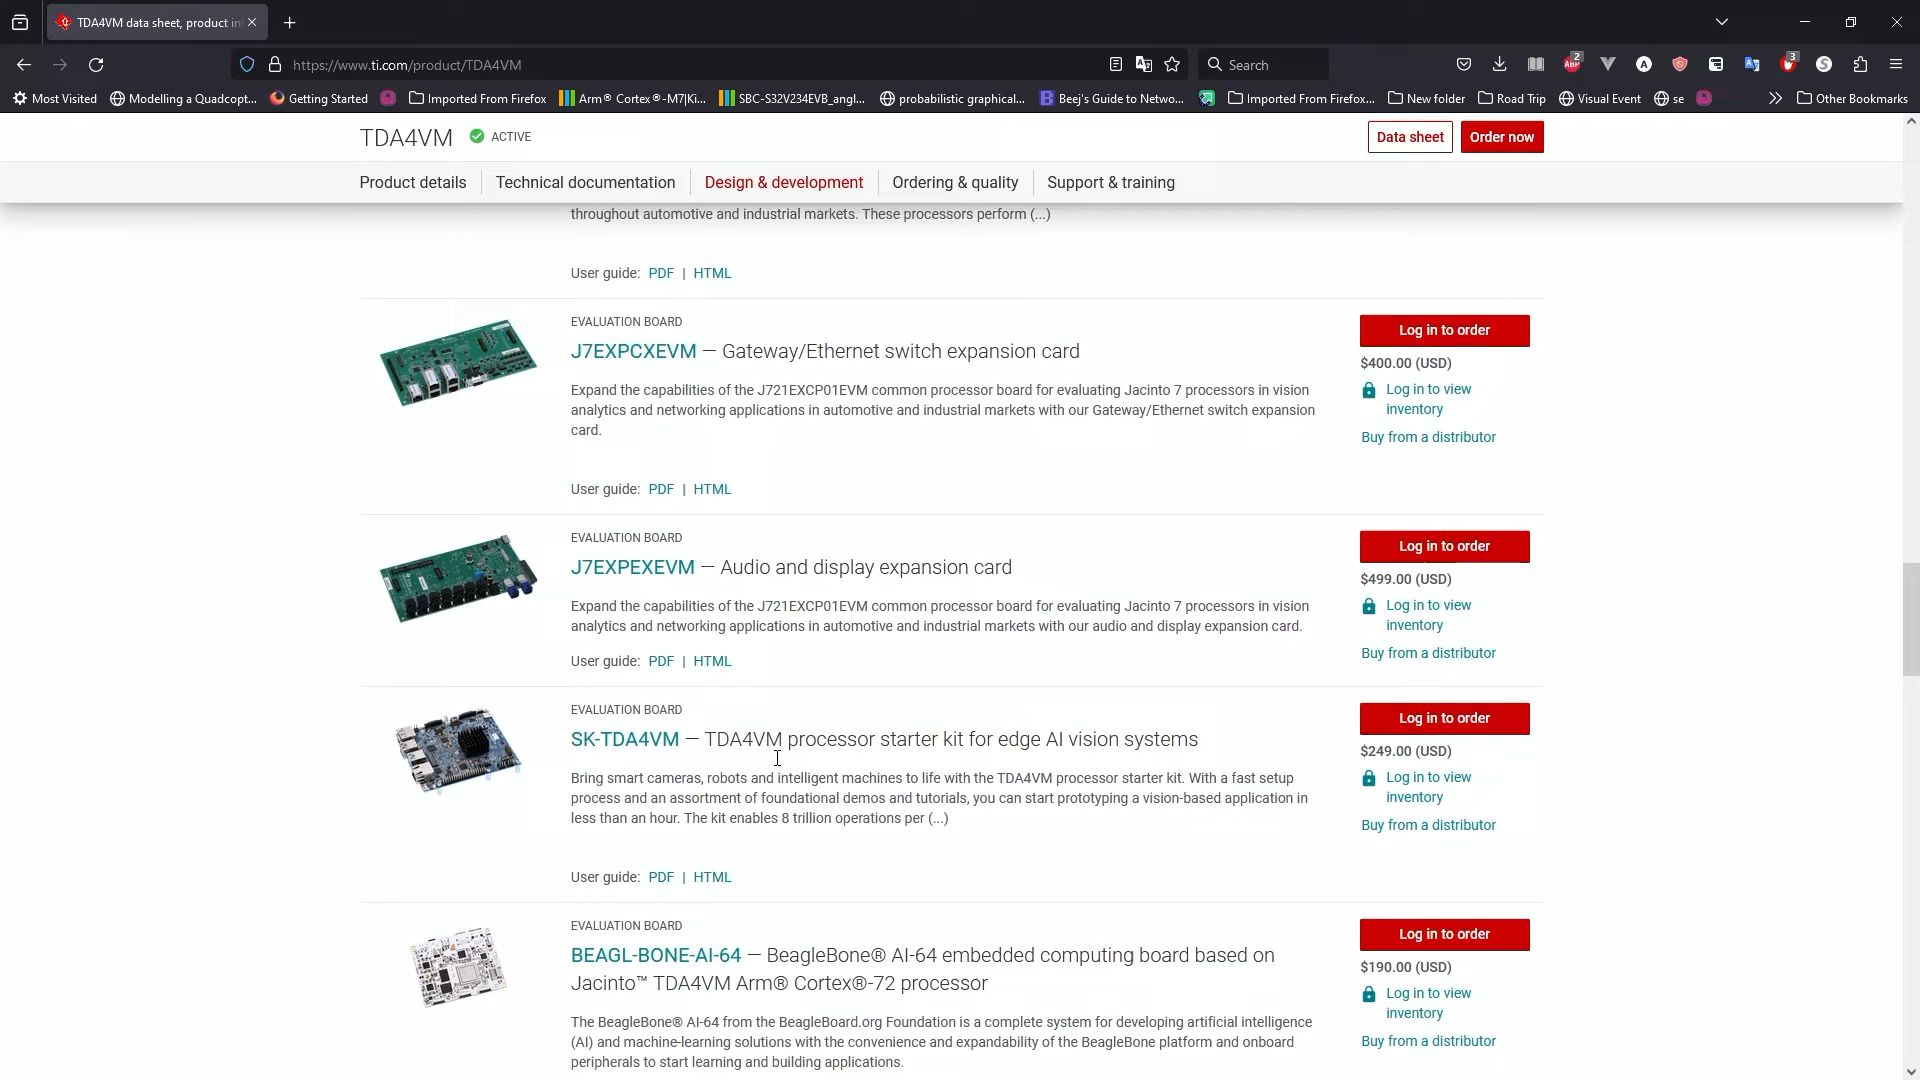 TDA4VM data sheet, product in
https://www.ti.com/product/TDA4VM
Search
2
3
Most Visited
Modelling a Quadcopt...
Getting Started
Imported From Firefox
Arm® Cortex®-M7|Ki...
SBC-S32V234EVB_angl...
probabilistic graphical...
Beej's Guide to Netwo...
Imported From Firefox...
New folder
Road Trip
Visual Event
se
Other Bookmarks
TDA4VM
ACTIVE
Data sheet
Order now
Product details
Technical documentation
Design & development
Ordering & quality
Support & training
throughout automotive and industrial markets. These processors perform (...)
User guide: PDF | HTML
EVALUATION BOARD
J7EXPCXEVM — Gateway/Ethernet switch expansion card
Expand the capabilities of the J721EXCP01EVM common processor board for evaluating Jacinto 7 processors in vision
analytics and networking applications in automotive and industrial markets with our Gateway/Ethernet switch expansion
card.
User guide: PDF | HTML
Log in to order
$400.00 (USD)
Log in to view
inventory
Buy from a distributor
EVALUATION BOARD
J7EXPEXEVM — Audio and display expansion card
Expand the capabilities of the J721EXCP01EVM common processor board for evaluating Jacinto 7 processors in vision
analytics and networking applications in automotive and industrial markets with our audio and display expansion card.
User guide: PDF | HTML
Log in to order
$499.00 (USD)
Log in to view
inventory
Buy from a distributor
EVALUATION BOARD
SK-TDA4VM — TDA4VM processor starter kit for edge AI vision systems
Bring smart cameras, robots and intelligent machines to life with the TDA4VM processor starter kit. With a fast setup
process and an assortment of foundational demos and tutorials, you can start prototyping a vision-based application in
less than an hour. The kit enables 8 trillion operations per (...)
User guide: PDF | HTML
Log in to order
$249.00 (USD)
Log in to view
inventory
Buy from a distributor
EVALUATION BOARD
BEAGL-BONE-AI-64 — BeagleBone® AI-64 embedded computing board based on
Jacinto™ TDA4VM Arm® Cortex®-72 processor
The BeagleBone® AI-64 from the BeagleBoard.org Foundation is a complete system for developing artificial intelligence
(AI) and machine-learning solutions with the convenience and expandability of the BeagleBone platform and onboard
peripherals to start learning and building applications.
Log in to order
$190.00 (USD)
Log in to view
inventory
Buy from a distributor